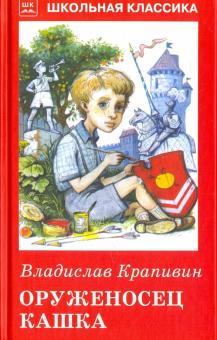 ШК
ШКОЛЬНАЯ КЛАССИКА
Владислав Крапивин
ОРУЖЕНОСЕЦ
КАШКА